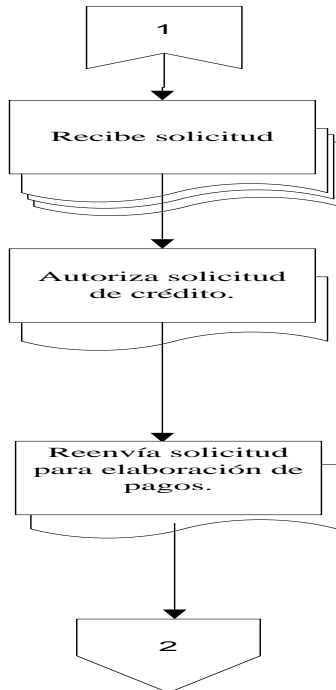 1
Recibe solicitud
Autoriza solicitud
de crédito.
Reenvía solicitud
para elaboración de
pagos.
2